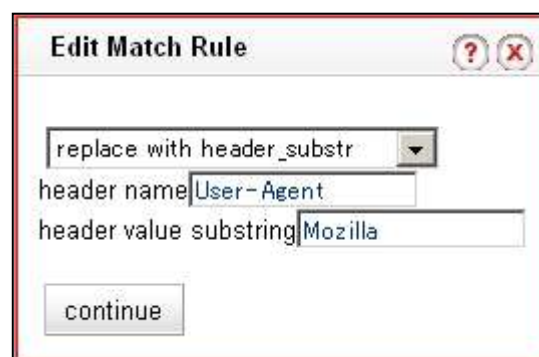 Edit Match Rule ? X
replace with header_substr
header name User-Agent
header value substring Mozilla
continue